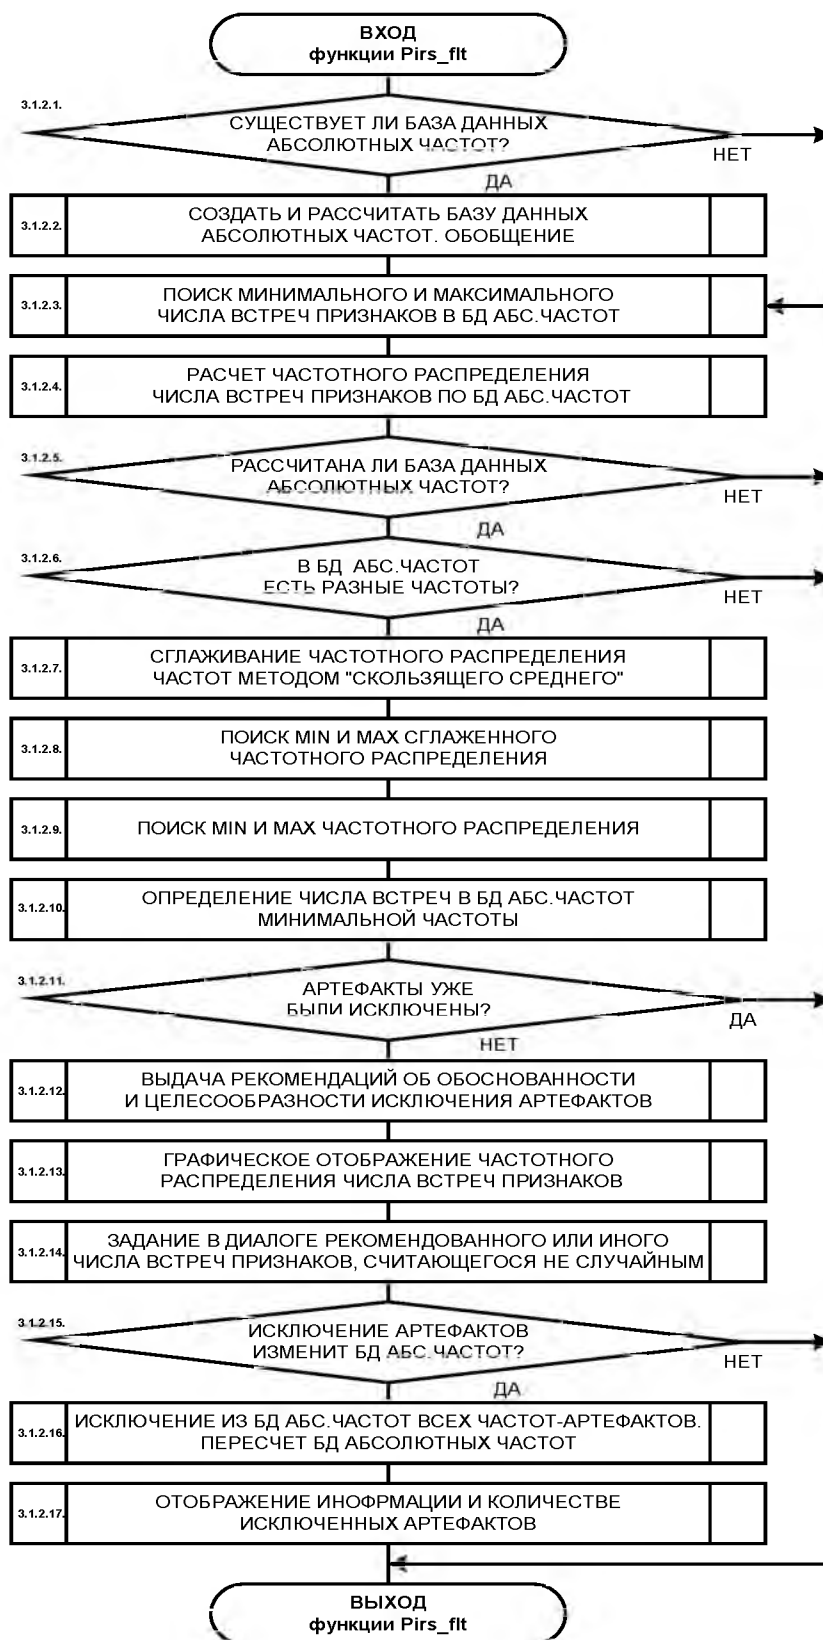 ВХОД
функции Pirs_flt
3.1.2.1.
СУЩЕСТВУЕТ ЛИ БАЗА ДАННЫХ
АБСОЛЮТНЫХ ЧАСТОТ?
НЕТ
ДА
3.1.2.2.
СОЗДАТЬ И РАССЧИТАТЬ БАЗУ ДАННЫХ
АБСОЛЮТНЫХ ЧАСТОТ. ОБОБЩЕНИЕ
3.1.2.3.
ПОИСК МИНИМАЛЬНОГО И МАКСИМАЛЬНОГО
ЧИСЛА ВСТРЕЧ ПРИЗНАКОВ В БД АБС.ЧАСТОТ
3.1.2.4.
РАСЧЕТ ЧАСТОТНОГО РАСПРЕДЕЛЕНИЯ
ЧИСЛА ВСТРЕЧ ПРИЗНАКОВ ПО БД АБС.ЧАСТОТ
3.1.2.5.
РАССЧИТАНА ЛИ БАЗА ДАННЫХ
АБСОЛЮТНЫХ ЧАСТОТ?
НЕТ
ДА
3.1.2.6.
В БД АБС.ЧАСТОТ
ЕСТЬ РАЗНЫЕ ЧАСТОТЫ?
НЕТ
ДА
3.1.2.7.
СГЛАЖИВАНИЕ ЧАСТОТНОГО РАСПРЕДЕЛЕНИЯ
ЧАСТОТ МЕТОДОМ "СКОЛЬЗЯЩЕГО СРЕДНЕГО"
3.1.2.8.
ПОИСК MIN И MAX СГЛАЖЕННОГО
ЧАСТОТНОГО РАСПРЕДЕЛЕНИЯ
3.1.2.9.
ПОИСК MIN И MAX ЧАСТОТНОГО РАСПРЕДЕЛЕНИЯ
3.1.2.10.
ОПРЕДЕЛЕНИЕ ЧИСЛА ВСТРЕЧ В БД АБС.ЧАСТОТ
МИНИМАЛЬНОЙ ЧАСТОТЫ
3.1.2.11.
АРТЕФАКТЫ УЖЕ
БЫЛИ ИСКЛЮЧЕНЫ?
ДА
НЕТ
3.1.2.12.
ВЫДАЧА РЕКОМЕНДАЦИЙ ОБ ОБОСНОВАННОСТИ
И ЦЕЛЕСООБРАЗНОСТИ ИСКЛЮЧЕНИЯ АРТЕФАКТОВ
3.1.2.13.
ГРАФИЧЕСКОЕ ОТОБРАЖЕНИЕ ЧАСТОТНОГО
РАСПРЕДЕЛЕНИЯ ЧИСЛА ВСТРЕЧ ПРИЗНАКОВ
3.1.2.14.
ЗАДАНИЕ В ДИАЛОГЕ РЕКОМЕНДОВАННОГО ИЛИ ИНОГО
ЧИСЛА ВСТРЕЧ ПРИЗНАКОВ, СЧИТАЮЩЕГОСЯ НЕ СЛУЧАЙНЫМ
3.1.2.15.
ИСКЛЮЧЕНИЕ АРТЕФАКТОВ
ИЗМЕНИТ БД АБС.ЧАСТОТ?
НЕТ
ДА
3.1.2.16.
ИСКЛЮЧЕНИЕ ИЗ БД АБС.ЧАСТОТ ВСЕХ ЧАСТОТ-АРТЕФАКТОВ.
ПЕРЕСЧЕТ БД АБСОЛЮТНЫХ ЧАСТОТ
3.1.2.17.
ОТОБРАЖЕНИЕ ИНОФРМАЦИИ И КОЛИЧЕСТВЕ
ИСКЛЮЧЕННЫХ АРТЕФАКТОВ
ВЫХОД
функции Pirs_flt